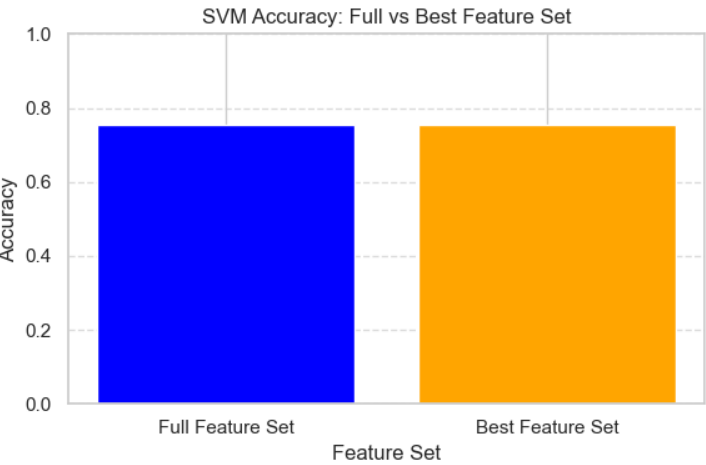 SVM Accuracy: Full vs Best Feature Set
1.0
0.8
0.6
0.4
0.2
0.0
Accuracy
Full Feature Set
Best Feature Set
Feature Set